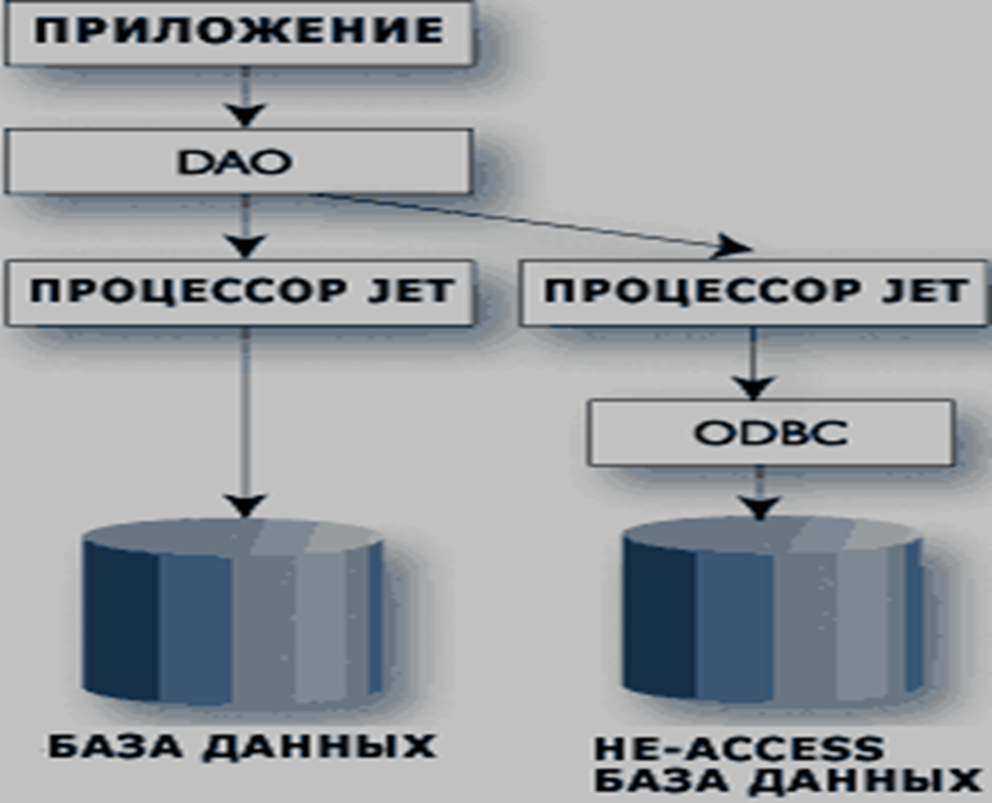 ПРИЛОЖЕНИЕ
DAO
ПРОЦЕССОР JET
ПРОЦЕССОР JET
ODBC
БАЗА ДАННЫХ
НЕ-ACCESS
БАЗА ДАННЫХ